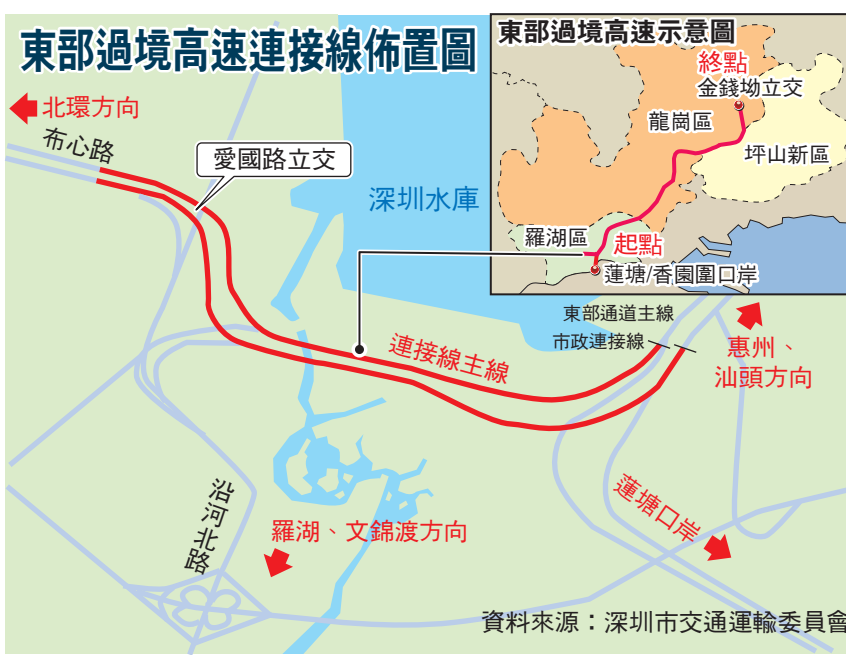 東部過境高速連接線佈置圖
北環方向
布心路
愛國路立交
深圳水庫
東部過境高速示意圖
終點
金錢坳立交
龍崗區
坪山新區
羅湖區
起點
蓮塘/香園圍口岸
東部通道主線
市政連接線
連接線主線
惠州、
汕頭方向
沿河北路
羅湖、文錦渡方向
蓮塘口岸
資料來源：深圳市交通運輸委員會